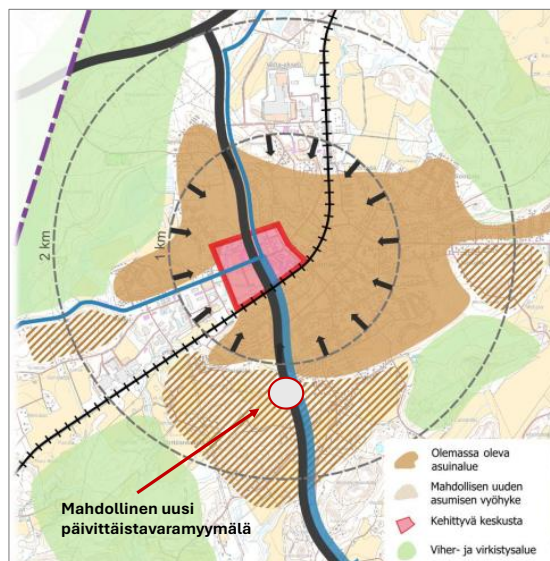 2 km
1 km
Mahdollinen uusi
päivittäistavaramyymälä
Olemassa oleva
asuinalue
Mahdollisen uuden
asumisen vyöhyke
Kehittyvä keskusta
Viher- ja virkistysalue